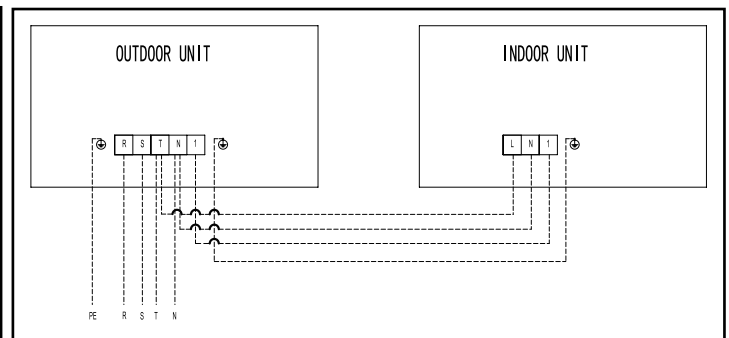 OUTDOOR UNIT
INDOOR UNIT
R S T N 1
L N 1
PE R S T N